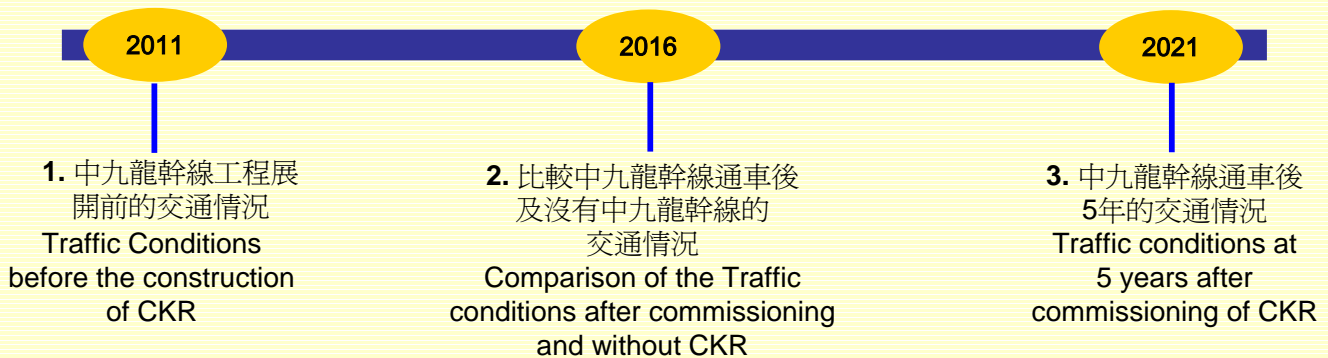 2011
2016
2021
1. 中九龍幹線工程展
開前的交通情況
Traffic Conditions
before the construction
of CKR
2. 比較中九龍幹線通車後
及沒有中九龍幹線的
交通情況
Comparison of the Traffic
conditions after commissioning
and without CKR
3. 中九龍幹線通車後
5年的交通情況
Traffic conditions at
5 years after
commissioning of CKR